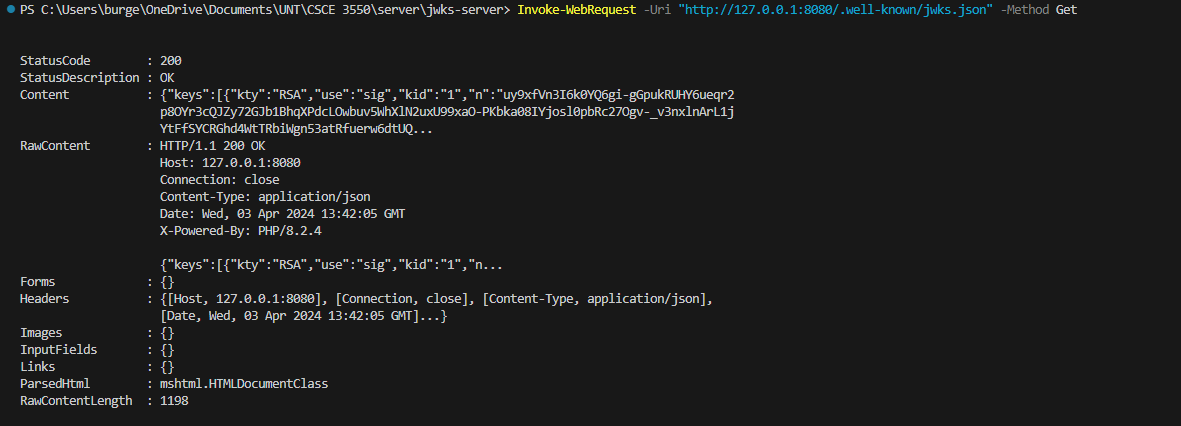 PS C:\Users\burge\OneDrive\Documents\UNT\CSCE 3550\server\jwks-server> Invoke-WebRequest -Uri "http://127.0.0.1:8080/.well-known/jwks.json" -Method Get
StatusCode : 200
StatusDescription : OK
Content : {"keys":[{"kty":"RSA","use":"sig","kid":"1","n":"uy9xfVn3I6k0YQ6gi-gGpukRUHY6ueqr2
p8OYr3cQJZy72GJb1BhqXPdcLOwbuv5WhXlN2uxU99xaO-PKbka08IYjosl0pbRc27Ogv-_v3nxlnArL1j
YtFfSYCRGhd4WtTRbiWgn53atRfuerw6dtUQ...
RawContent : HTTP/1.1 200 OK
Host: 127.0.0.1:8080
Connection: close
Content-Type: application/json
Date: Wed, 03 Apr 2024 13:42:05 GMT
X-Powered-By: PHP/8.2.4
{"keys":[{"kty":"RSA","use":"sig","kid":"1","n...
Forms : {}
Headers : {[Host, 127.0.0.1:8080], [Connection, close], [Content-Type, application/json],
[Date, Wed, 03 Apr 2024 13:42:05 GMT]...}
Images : {}
InputFields : {}
Links : {}
ParsedHtml : mshtml.HTMLDocumentClass
RawContentLength : 1198